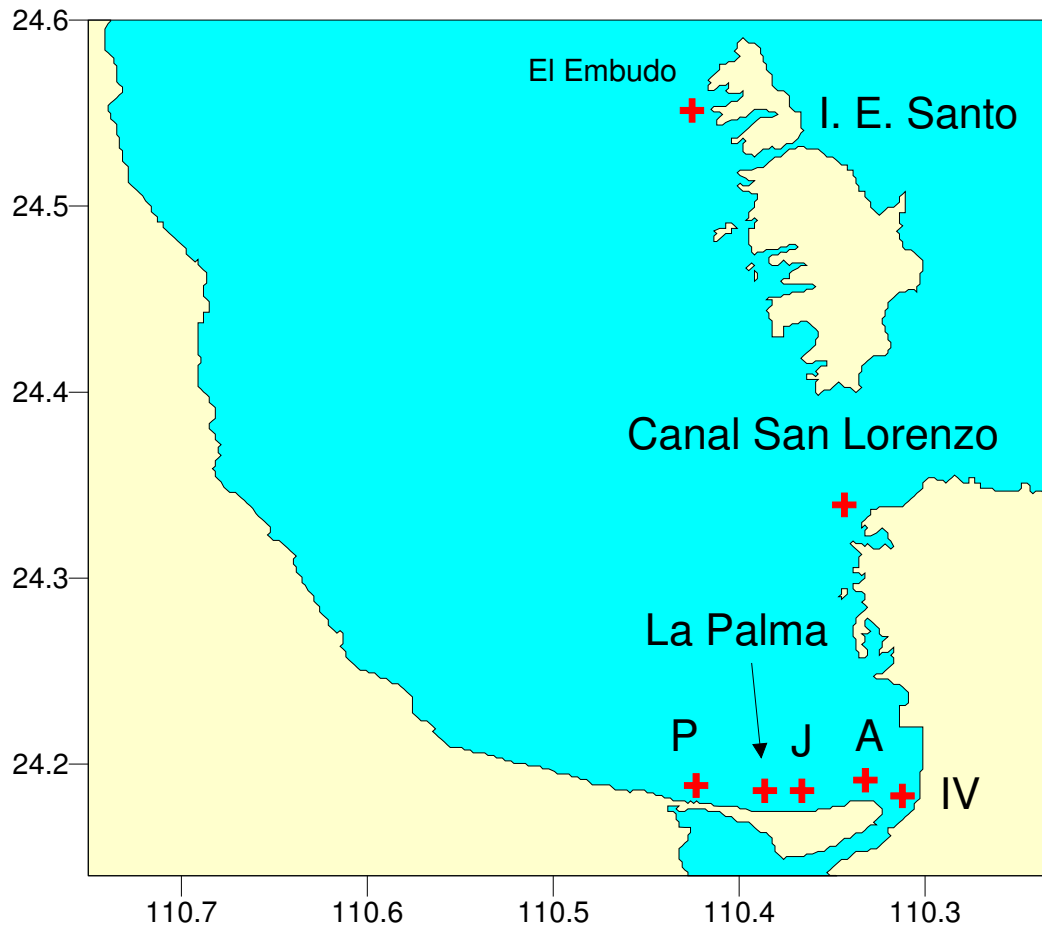 24.6
El Embudo
I. E. Santo
24.5
24.4
Canal San Lorenzo
24.3
La Palma
P
J
A
24.2
IV
110.7
110.6
110.5
110.4
110.3